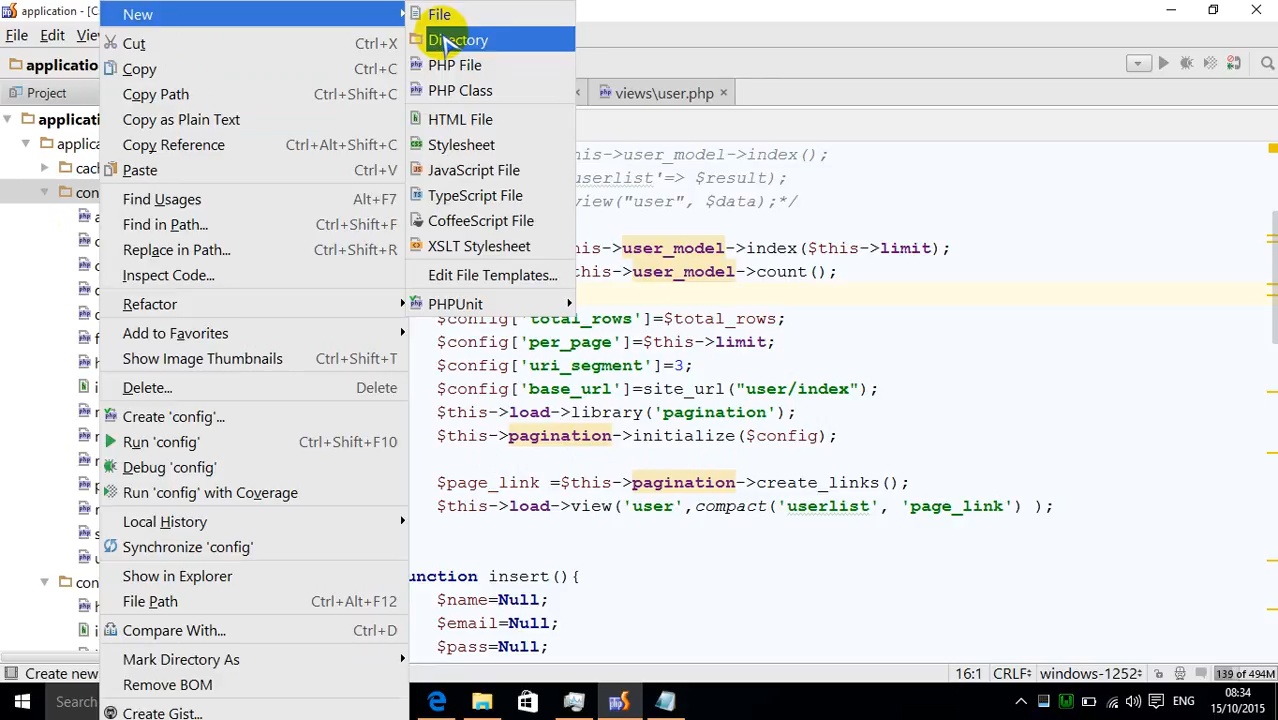 application - [C
File Edit Vie
applicatio
Project
applicati
applica
cach
con
a
c
c
c
c
f
h
i
con
h
i
Create new
New
Cut Ctrl+X
Copy Ctrl+C
Copy Path Ctrl+Shift+C
Copy as Plain Text
Copy Reference Ctrl+Alt+Shift+C
Paste Ctrl+V
Find Usages Alt+F7
Find in Path... Ctrl+Shift+F
Replace in Path... Ctrl+Shift+R
Inspect Code...
Refactor
Add to Favorites
Show Image Thumbnails Ctrl+Shift+T
Delete... Delete
Create 'config'...
Run 'config' Ctrl+Shift+F10
Debug 'config'
Run 'config' with Coverage
Local History
Synchronize 'config'
Show in Explorer
File Path Ctrl+Alt+F12
Compare With... Ctrl+D
Mark Directory As
Remove BOM
Create Gist...
File
Directory
PHP File
PHP Class
HTML File
Stylesheet
JavaScript File
TypeScript File
CoffeeScript File
XSLT Stylesheet
Edit File Templates...
PHPUnit
views\user.php
his->user_model->index();
userlist'=> $result);
view("user", $data);*/
his->user_model->index($this->limit);
this->user_model->count();
$config['total_rows']=$total_rows;
$config['per_page']=$this->limit;
$config['uri_segment']=3;
$config['base_url']=site_url("user/index");
$this->load->library('pagination');
$this->pagination->initialize($config);
$page_link =$this->pagination->create_links();
$this->load->view('user',compact('userlist', 'page_link') );
unction insert(){
$name=Null;
$email=Null;
$pass=Null;
16:1 CRLF windows-1252 139 of 494M
Search
ENG
08:34
15/10/2015